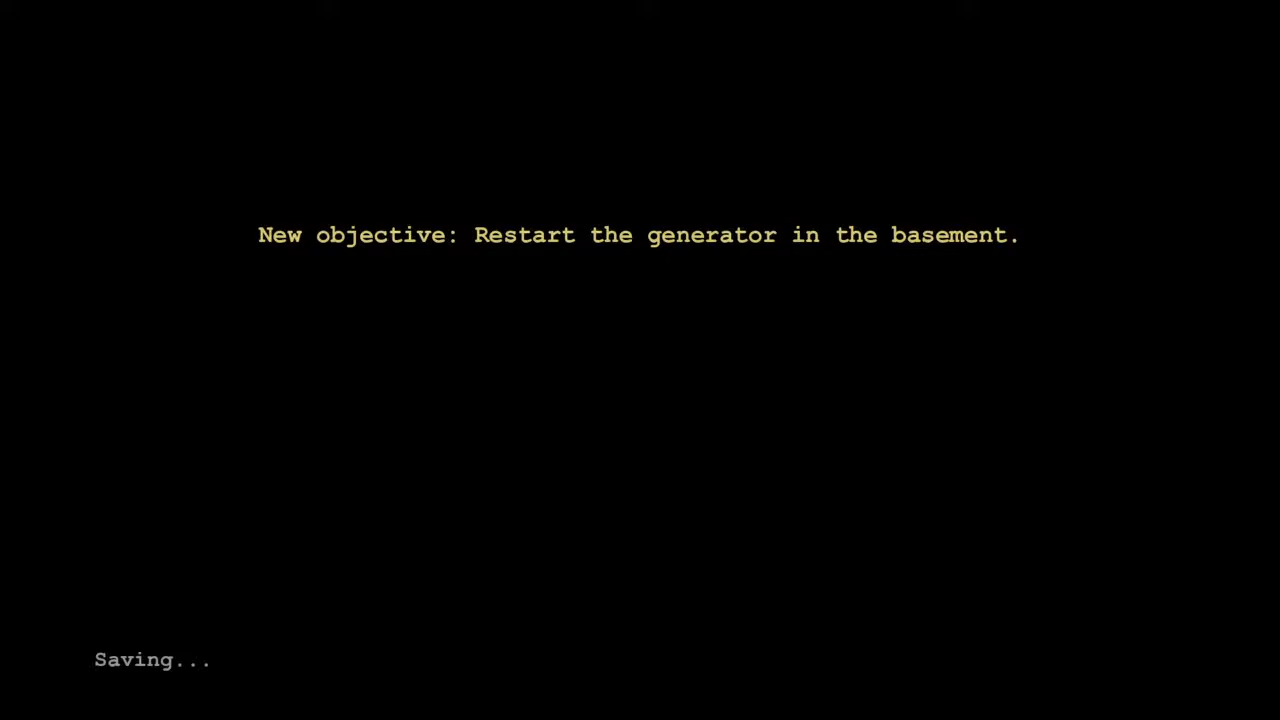 New objective: Restart the generator in the basement.
Saving...